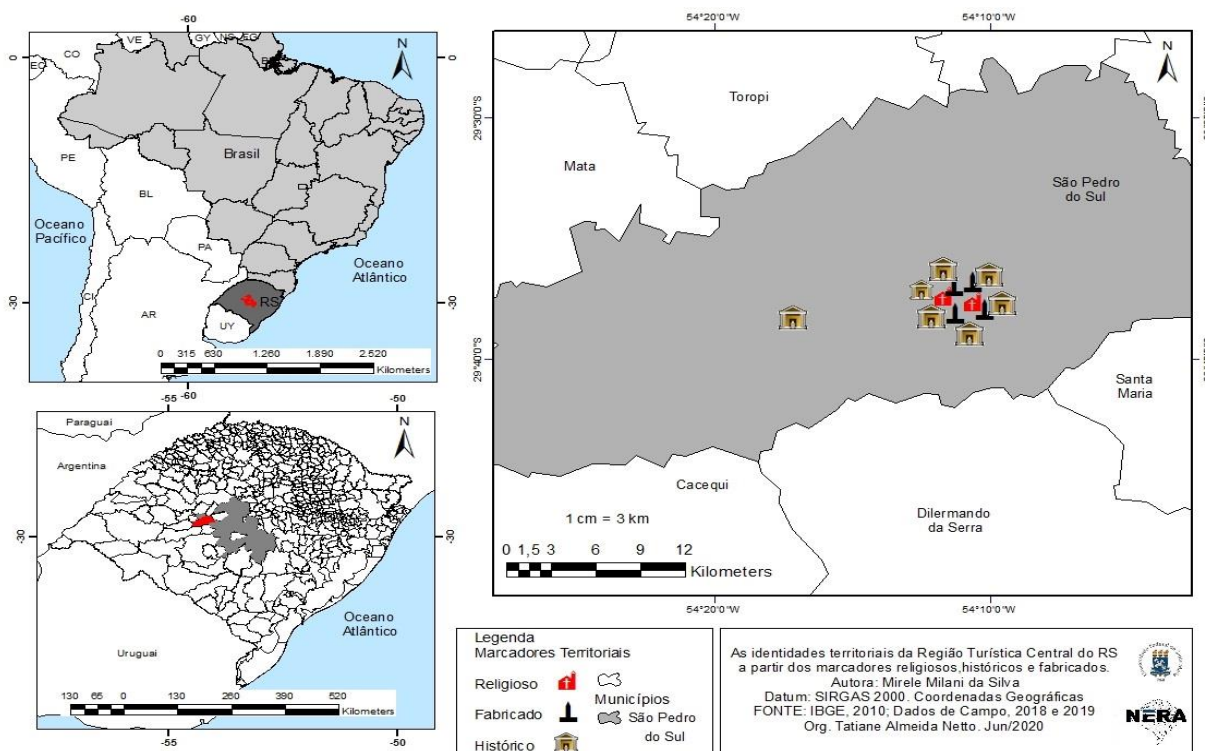 -60
VE
GY
CO
N
0
0
Brasil
PE
BL
Oceano
Pacífico
PA
Oceano
Atlântico
-30
RS
-30
CI
AR
UY
0 315 630 1.260 1.890 2.520
Kilometers
-60
-55
-50
Paraguai
N
Argentina
-30
-30
Oceano
Atlântico
Uruguai
130 65 0 130 260 390 520
Kilometers
-55
-50
54°20'0"W
54°10'0"W
N
Toropi
29°30'0"S
Mata
São Pedro
do Sul
29°40'0"S
Santa
Maria
Cacequi
Dilermando
da Serra
1 cm = 3 km
0 1,5 3 6 9 12
Kilometers
54°20'0"W
54°10'0"W
Legenda
Marcadores Territoriais
Religioso
Municípios
Fabricado
São Pedro
do Sul
Histórico
As identidades territoriais da Região Turística Central do RS
a partir dos marcadores religiosos,históricos e fabricados.
Autora: Mirele Milani da Silva
Datum: SIRGAS 2000. Coordenadas Geográficas
FONTE: IBGE, 2010; Dados de Campo, 2018 e 2019
Org. Tatiane Almeida Netto. Jun/2020
NERA